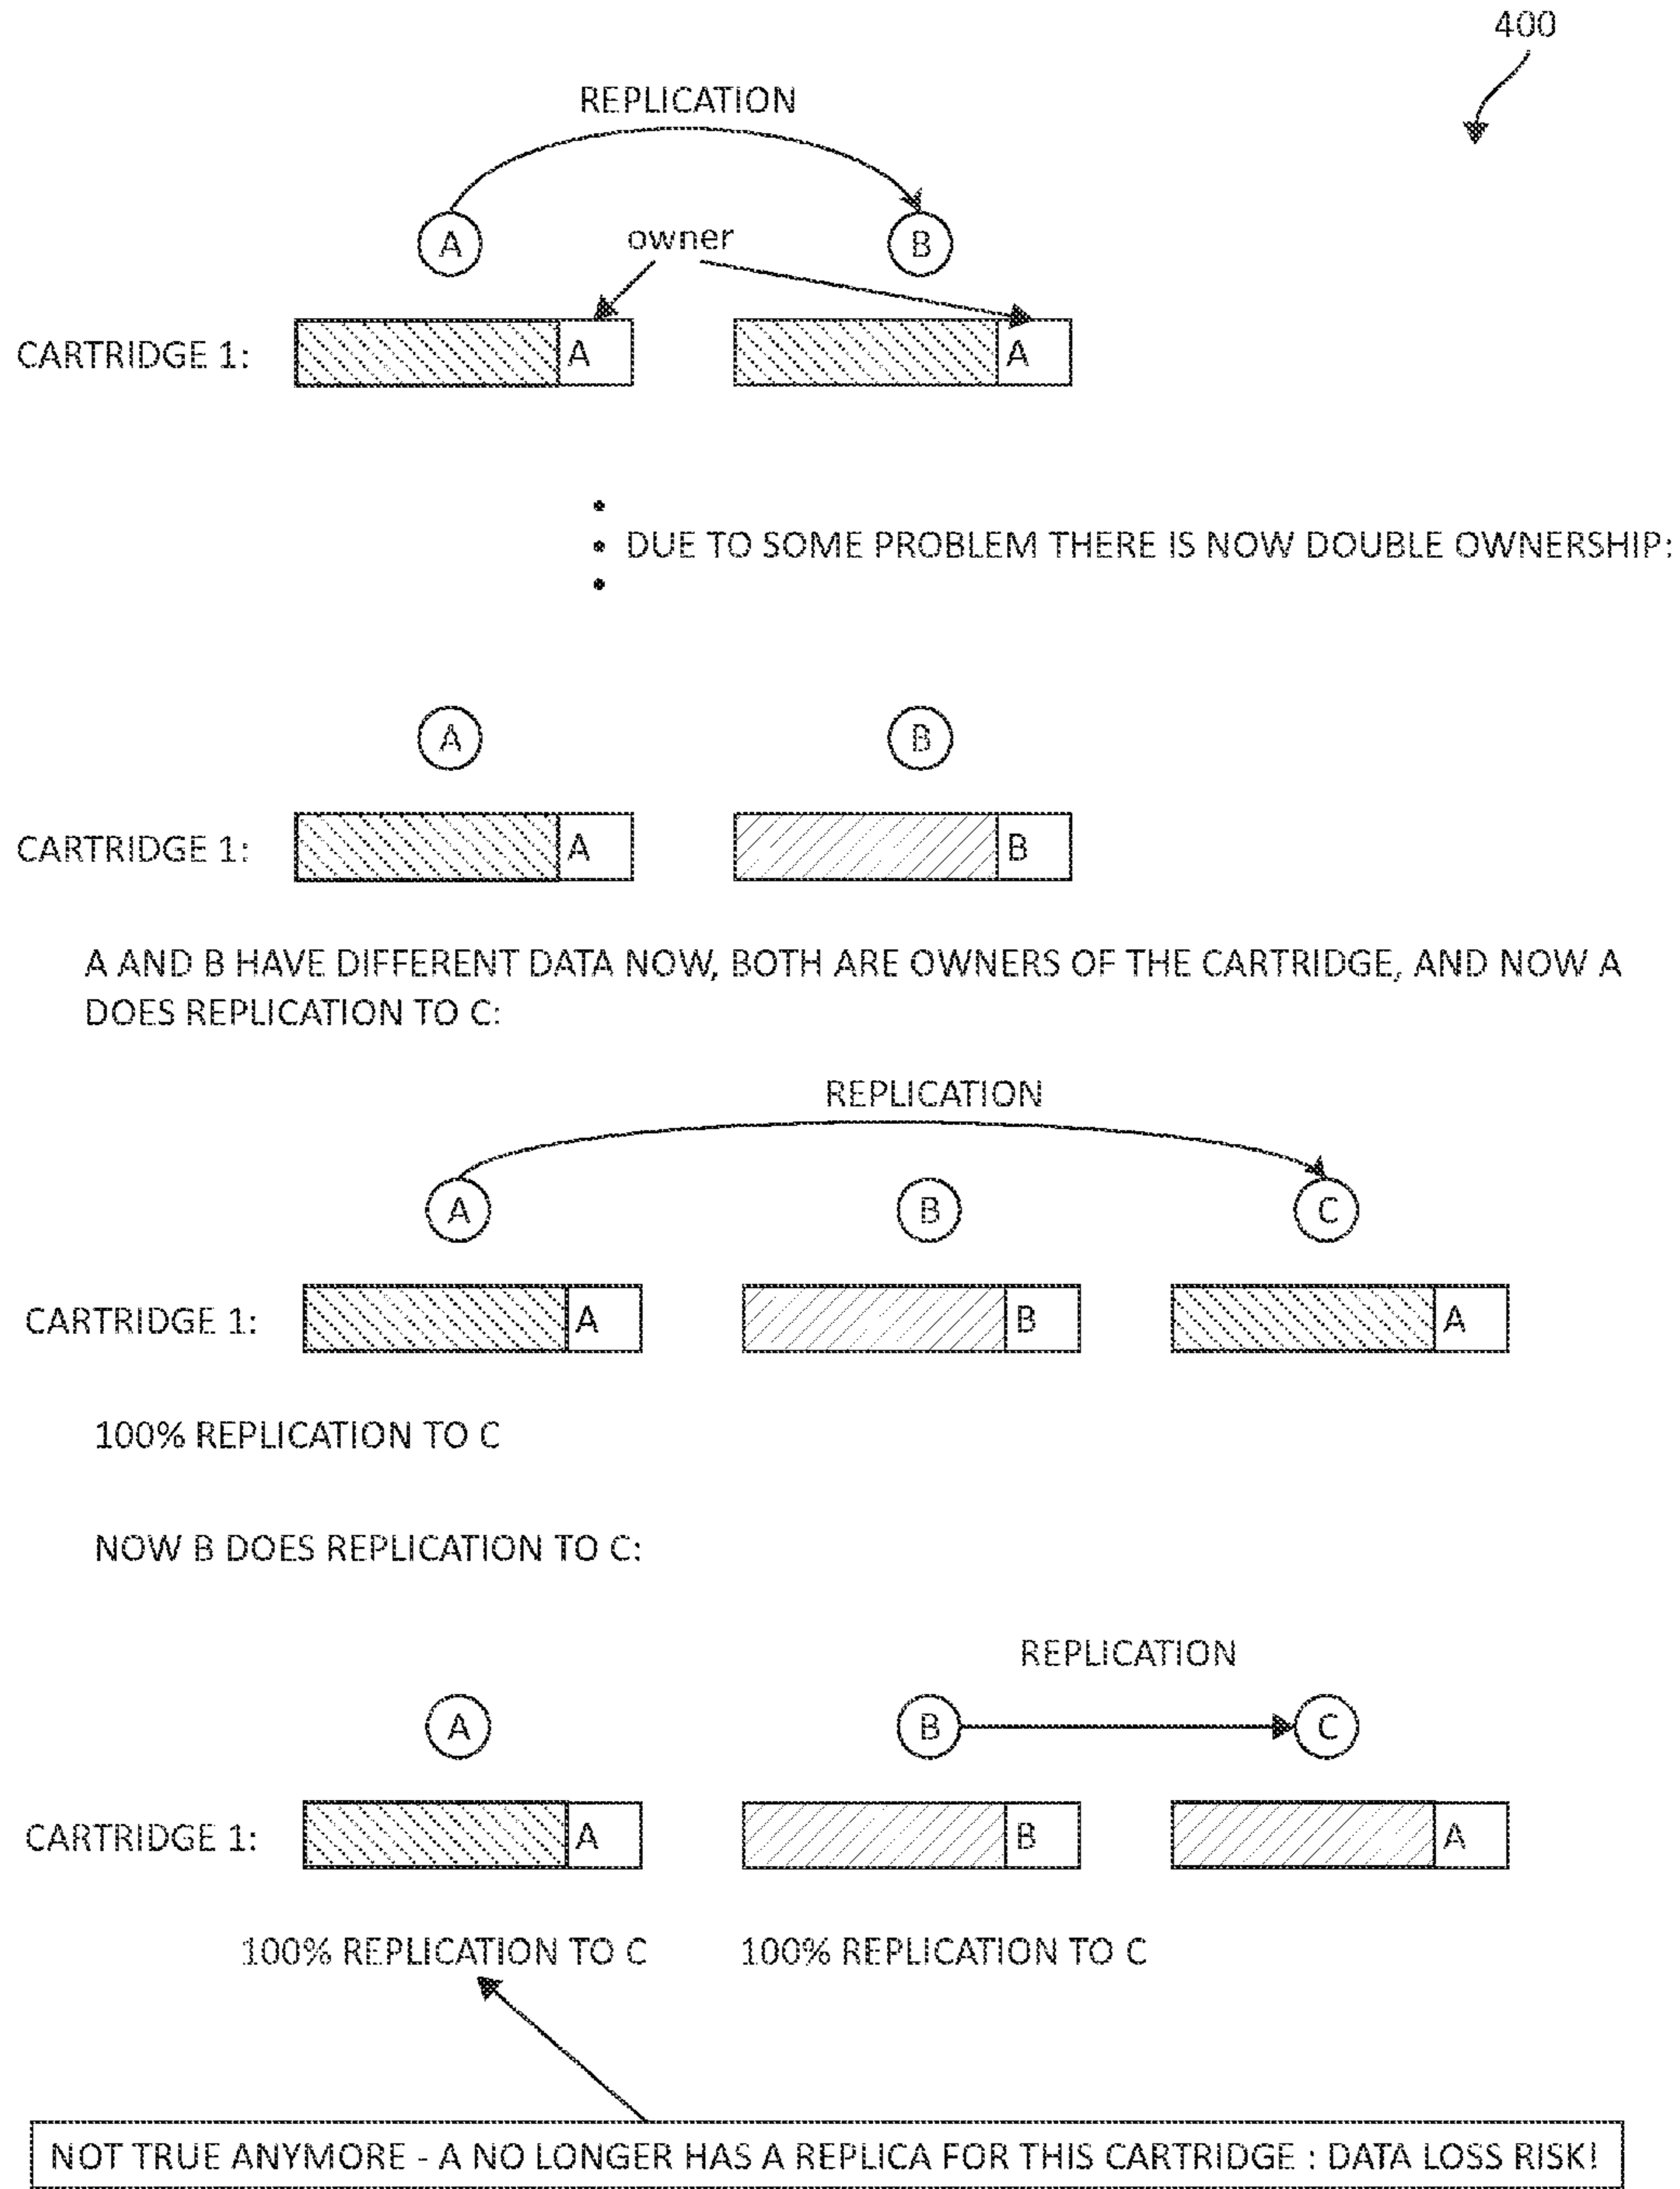 400
REPLICATION
A owner B
CARTRIDGE 1: A A
DUE TO SOME PROBLEM THERE IS NOW DOUBLE OWNERSHIP:
A B
CARTRIDGE 1: A B
A AND B HAVE DIFFERENT DATA NOW, BOTH ARE OWNERS OF THE CARTRIDGE, AND NOW A
DOES REPLICATION TO C:
REPLICATION
A B C
CARTRIDGE 1: A B A
100% REPLICATION TO C
NOW B DOES REPLICATION TO C:
REPLICATION
A B C
CARTRIDGE 1: A B A
100% REPLICATION TO C 100% REPLICATION TO C
NOT TRUE ANYMORE - A NO LONGER HAS A REPLICA FOR THIS CARTRIDGE : DATA LOSS RISK!